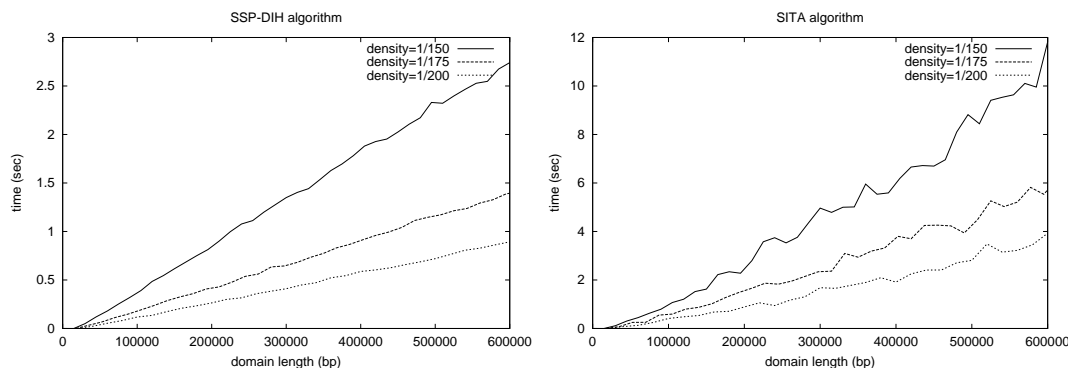 SSP-DIH algorithm
3
2.5
2
1.5
1
0.5
0
time (sec)
density=1/150
density=1/175
density=1/200
0 100000 200000 300000 400000 500000 600000
domain length (bp)
SITA algorithm
12
10
8
6
4
2
0
time (sec)
density=1/150
density=1/175
density=1/200
0 100000 200000 300000 400000 500000 600000
domain length (bp)